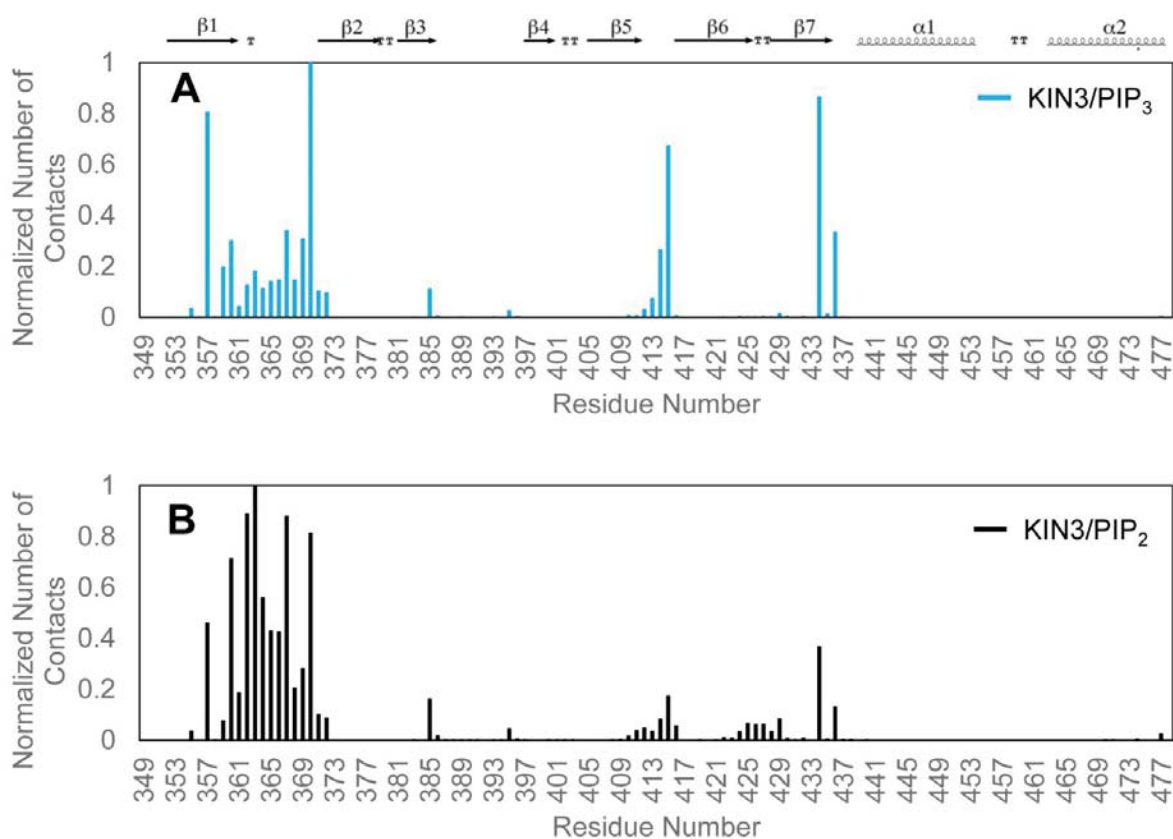 β1 T β2 TT β3 β4 TT β5 β6 TT β7 α1 TT α2
A
KIN3/PIP3
Normalized Number of
Contacts
1
0.8
0.6
0.4
0.2
0
349 353 357 361 365 369 373 377 381 385 389 393 397 401 405 409 413 417 421 425 429 433 437 441 445 449 453 457 461 465 469 473 477
Residue Number
B
KIN3/PIP2
Normalized Number of
Contacts
1
0.8
0.6
0.4
0.2
0
349 353 357 361 365 369 373 377 381 385 389 393 397 401 405 409 413 417 421 425 429 433 437 441 445 449 453 457 461 465 469 473 477
Residue Number